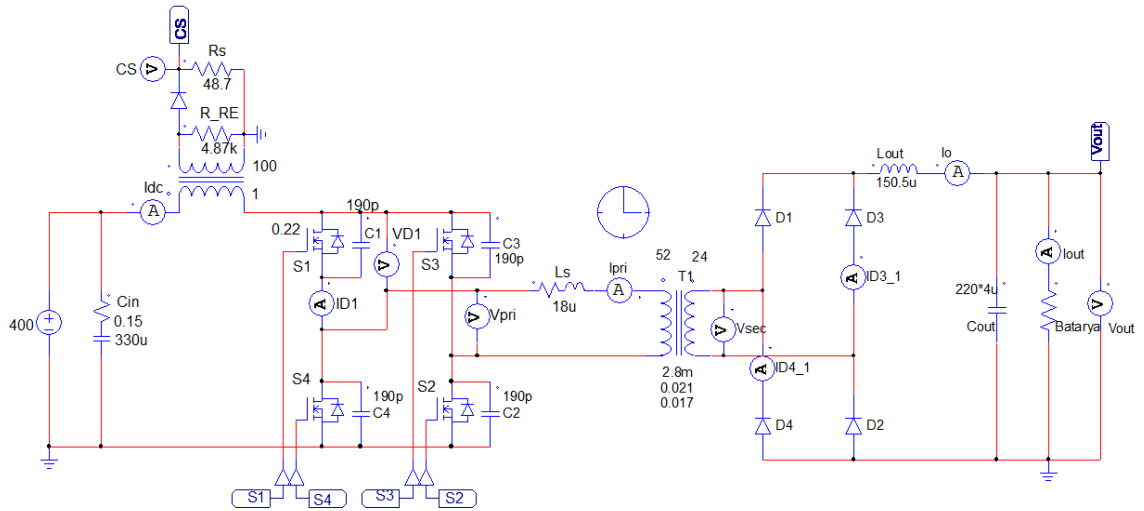 CS
Rs
CS
V
48.7
R_RE
4.87k
100
1
Idc
A
400
Cin
0.15
330u
190p
0.22
C1
VD1
V
S1
S3
C3
190p
A
ID1
Ls
18u
Ipri
A
V
Vpri
52
24
T1
V
Vsec
2.8m
0.021
0.017
S4
190p
C4
S2
190p
C2
S1
S4
S3
S2
D1
D3
A
ID3_1
A
ID4_1
D4
D2
Lout
150.5u
Io
A
Vout
A
Iout
220*4u
Cout
Batarya
V
Vout